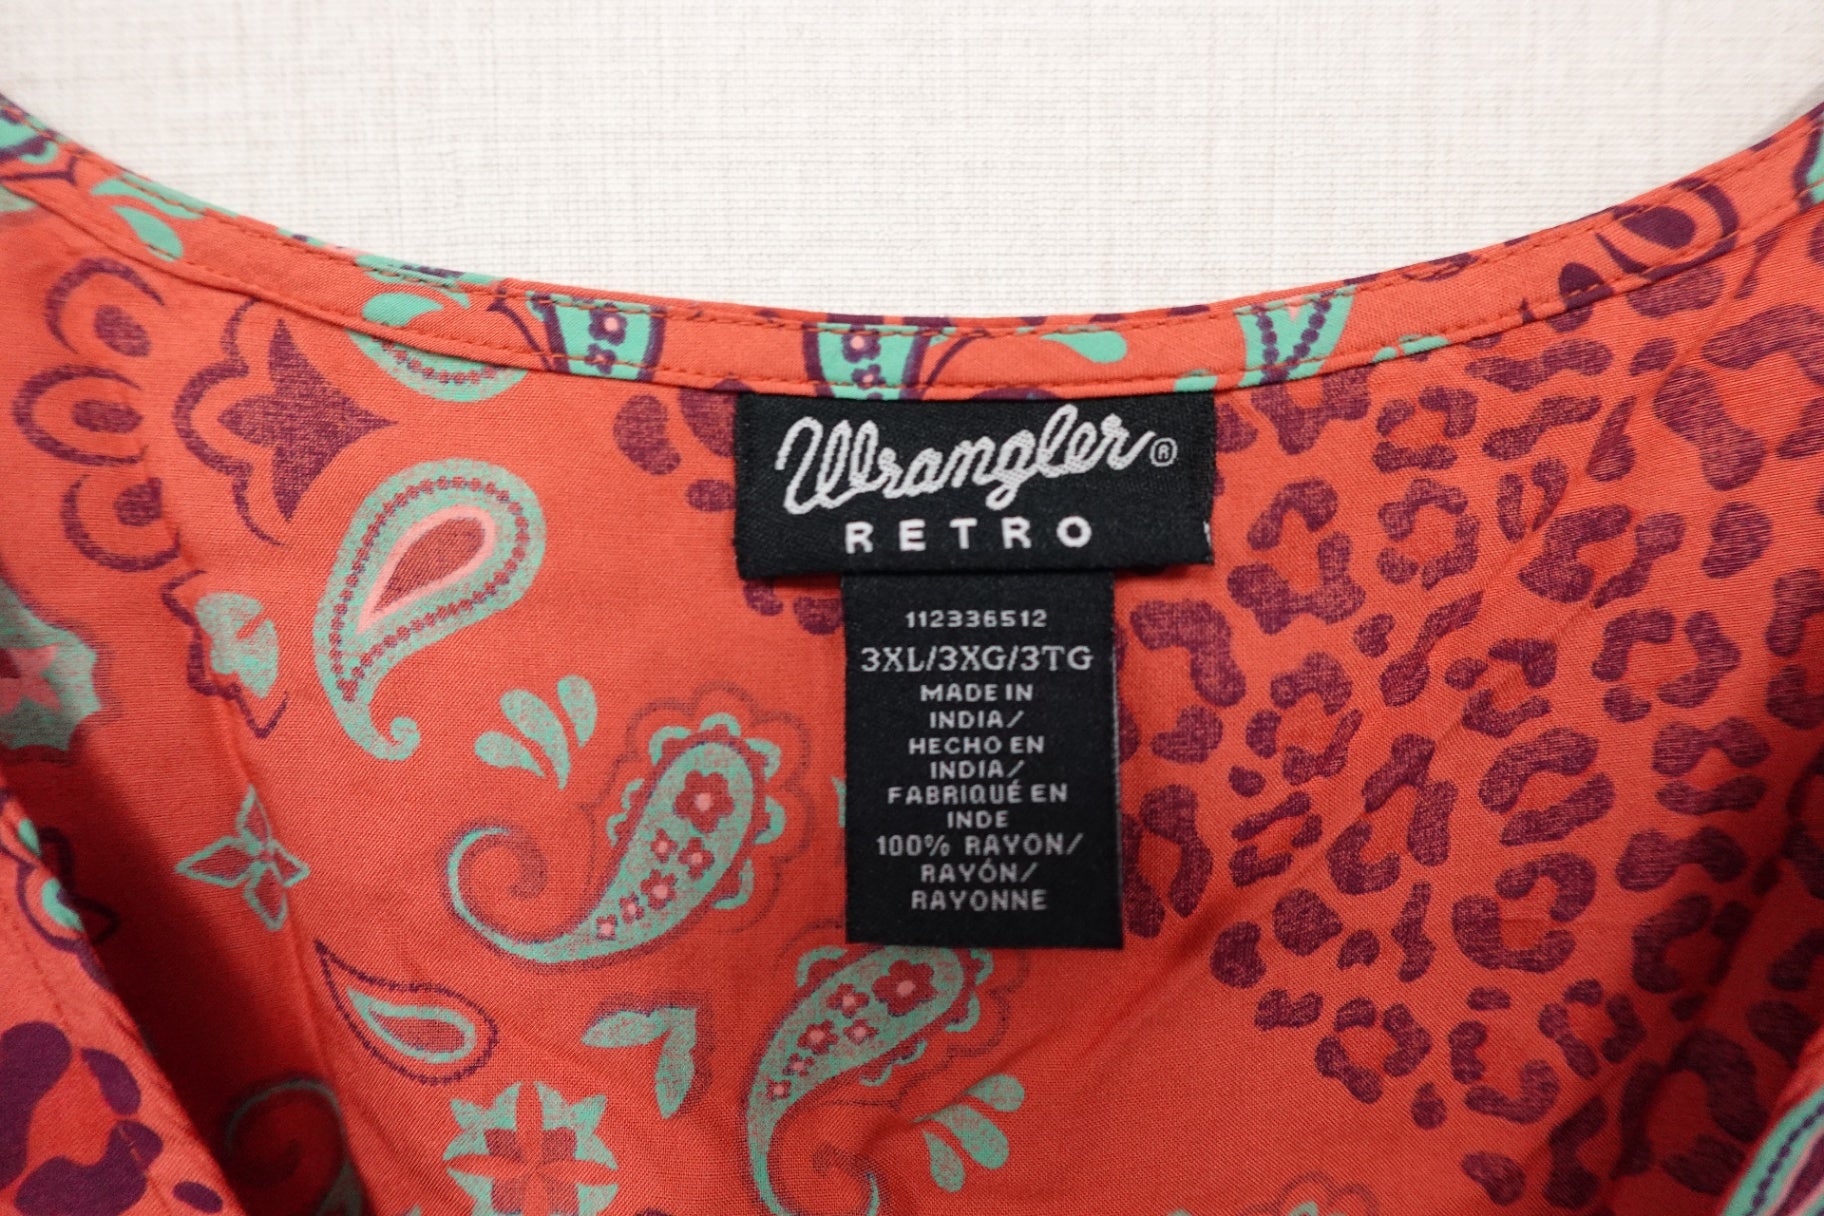 Wrangler®
RETRO
112336512
3XL/3XG/3TG
MADE IN
INDIA/
HECHO EN
INDIA/
FABRIQUÉ EN
INDE
100% RAYON/
RAYÓN/
RAYONNE